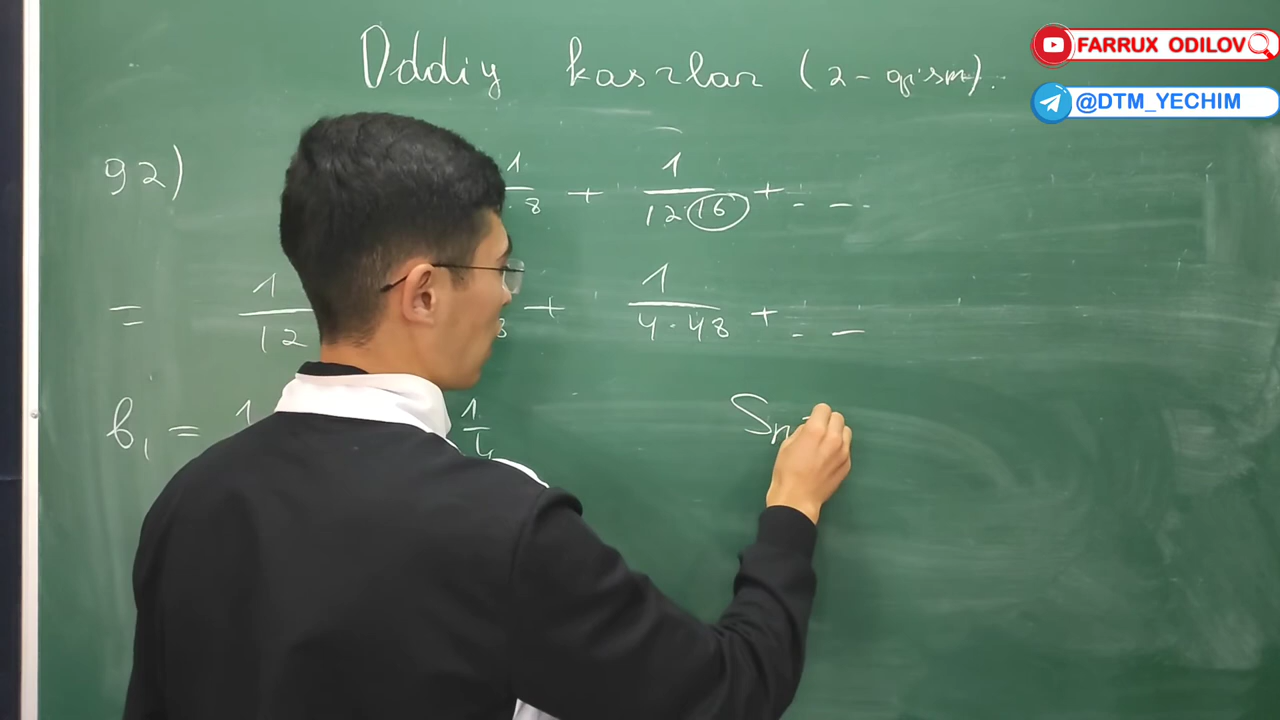 Oddiy kasrlar (2-qism).
FARRUX ODILOV
@DTM_YECHIM
92) 1/· 8 + 1/12·16 + - - -
= 1/12 + 1/4·48 + - -
b₁ = 1 1/4 Sn